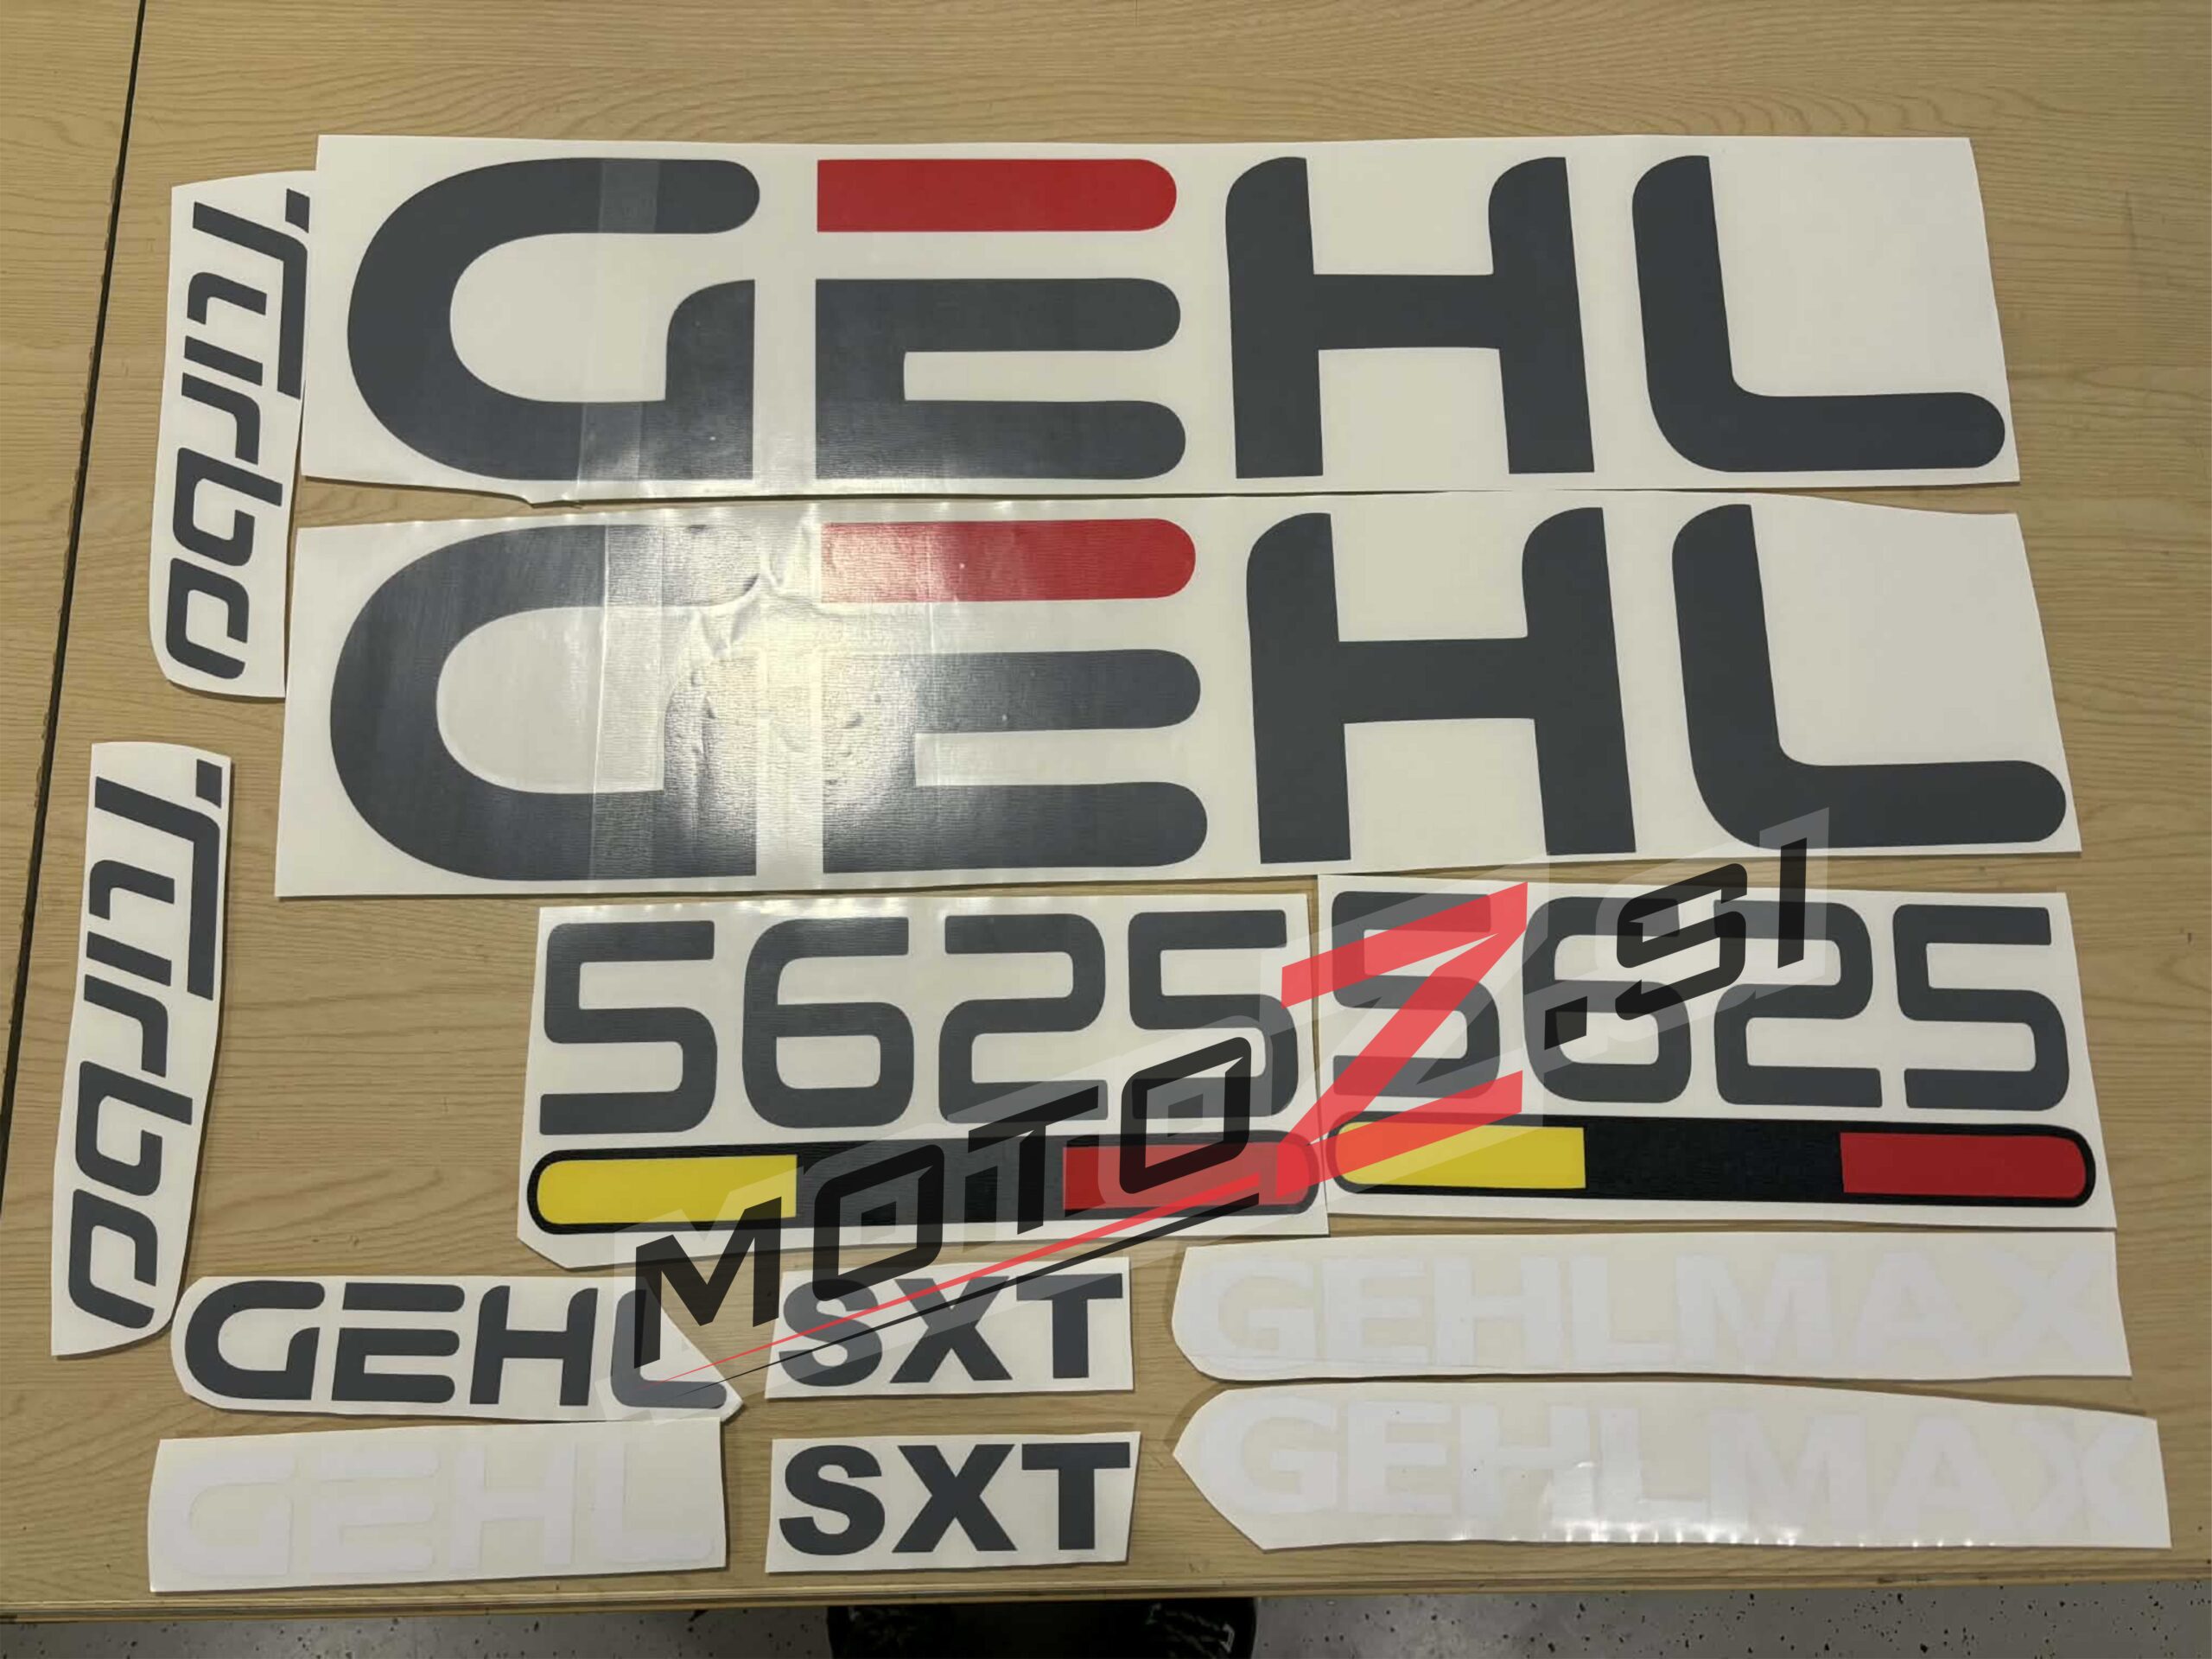 Turbo
GEHL
GEHL
Turbo
5625
5625
MOTOZ.SI
GEHL
SXT
GEHLMAX
GEHL
SXT
GEHLMAX